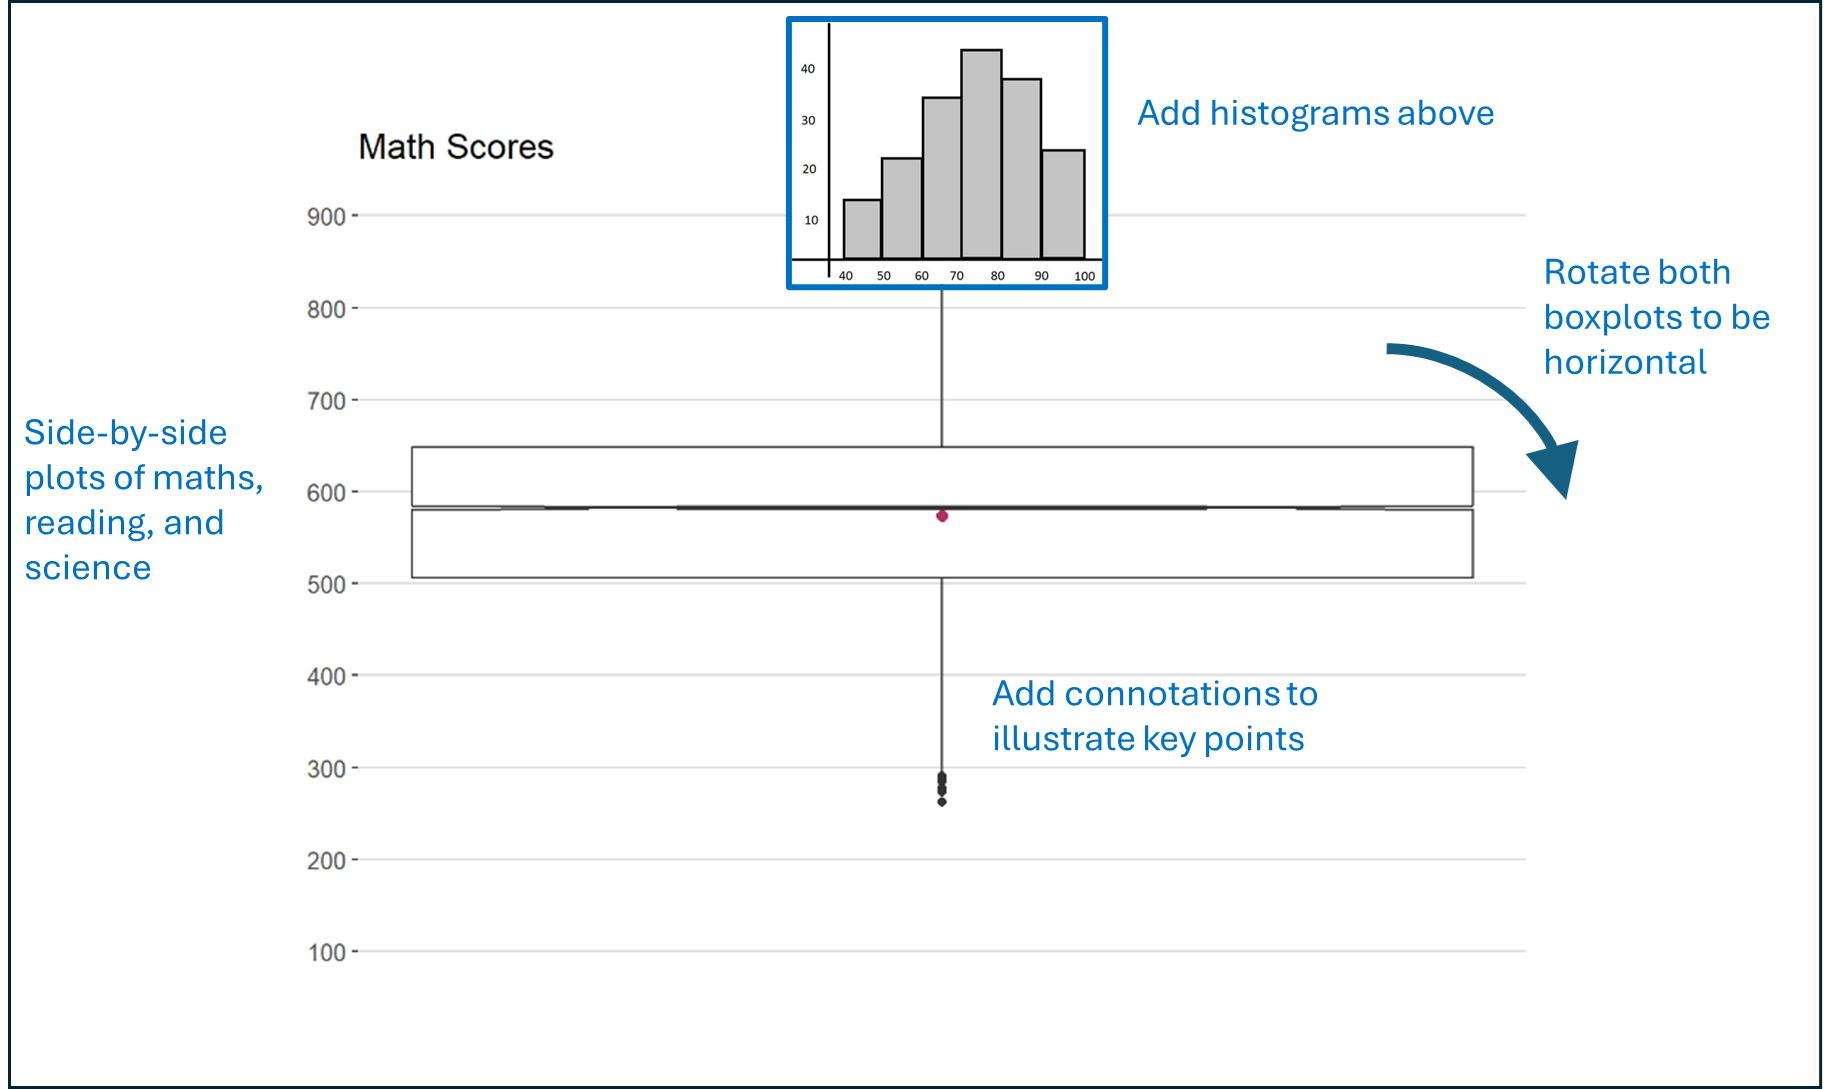 40
30
20
10
40 50 60 70 80 90 100
Add histograms above
Math Scores
900
800
700
600
500
400
300
200
100
Rotate both
boxplots to be
horizontal
Side-by-side
plots of maths,
reading, and
science
Add connotations to
illustrate key points